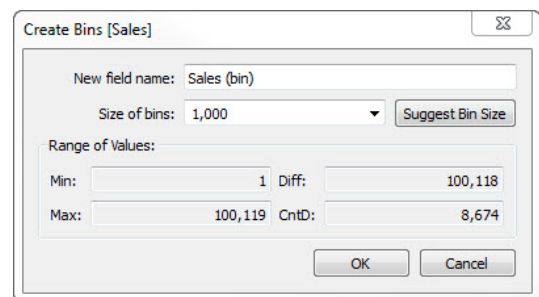 Create Bins [Sales]
New field name: Sales (bin)
Size of bins: 1,000 Suggest Bin Size
Range of Values:
Min: 1 Diff: 100,118
Max: 100,119 CntD: 8,674
OK Cancel